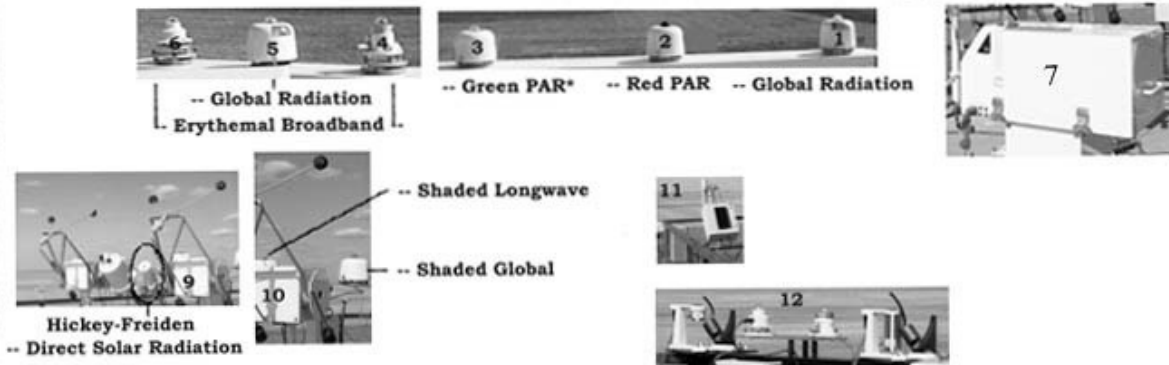 6 5 4
3 2 1
7
-- Global Radiation
-- Erythemal Broadband --
-- Green PAR* -- Red PAR -- Global Radiation
-- Shaded Longwave
9 10
-- Shaded Global
Hickey-Freiden
-- Direct Solar Radiation
11
12